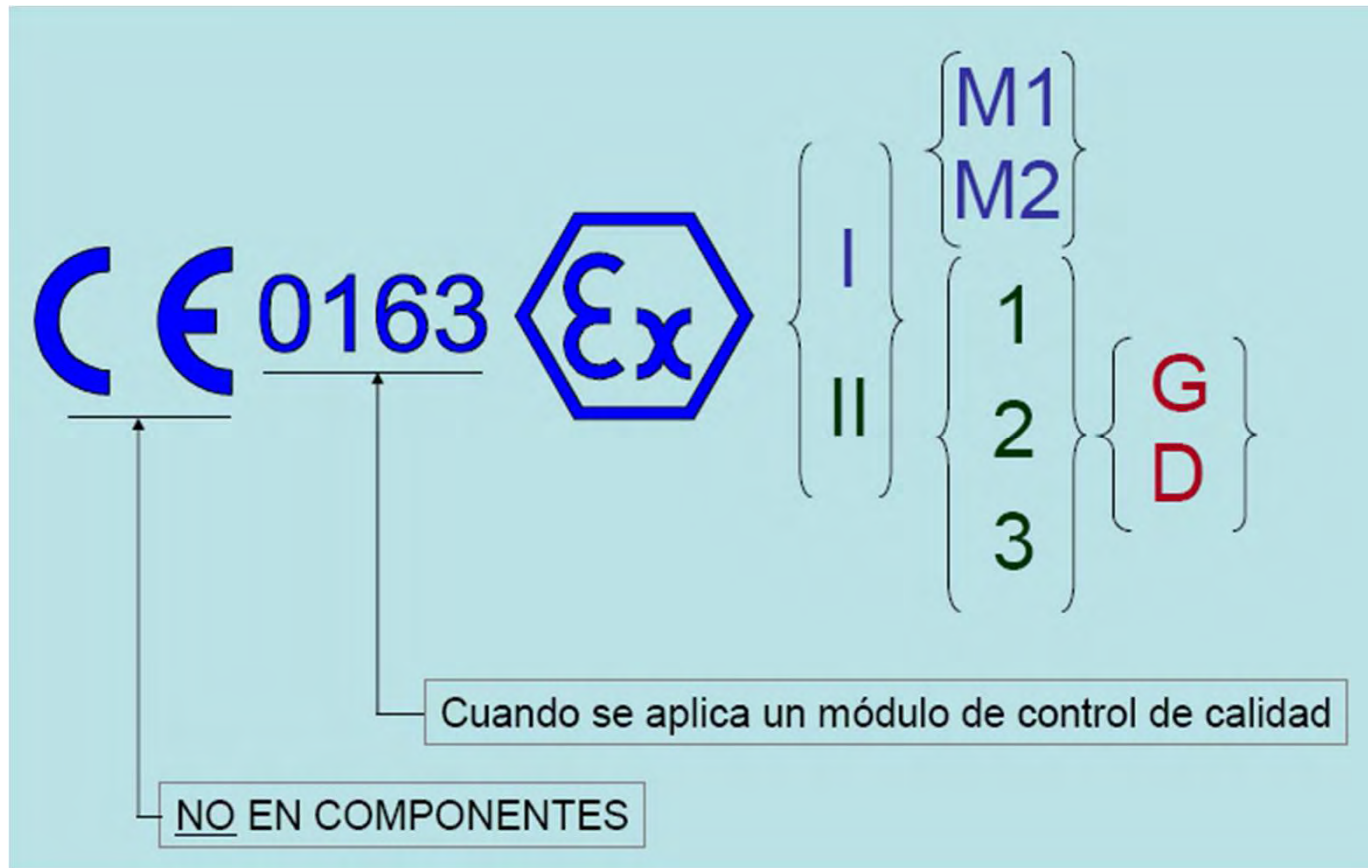 CE 0163 Ex
I
II
M1
M2
1
2
3
G
D
Cuando se aplica un módulo de control de calidad
NO EN COMPONENTES